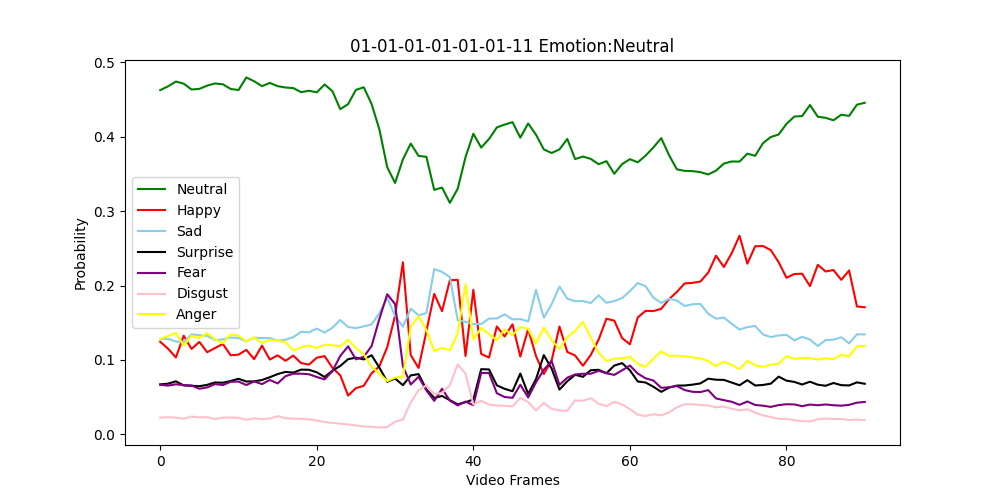 01-01-01-01-01-01-11 Emotion:Neutral
0.5
0.4
0.3
0.2
0.1
0.0
Probability
Neutral
Happy
Sad
Surprise
Fear
Disgust
Anger
0 20 40 60 80
Video Frames